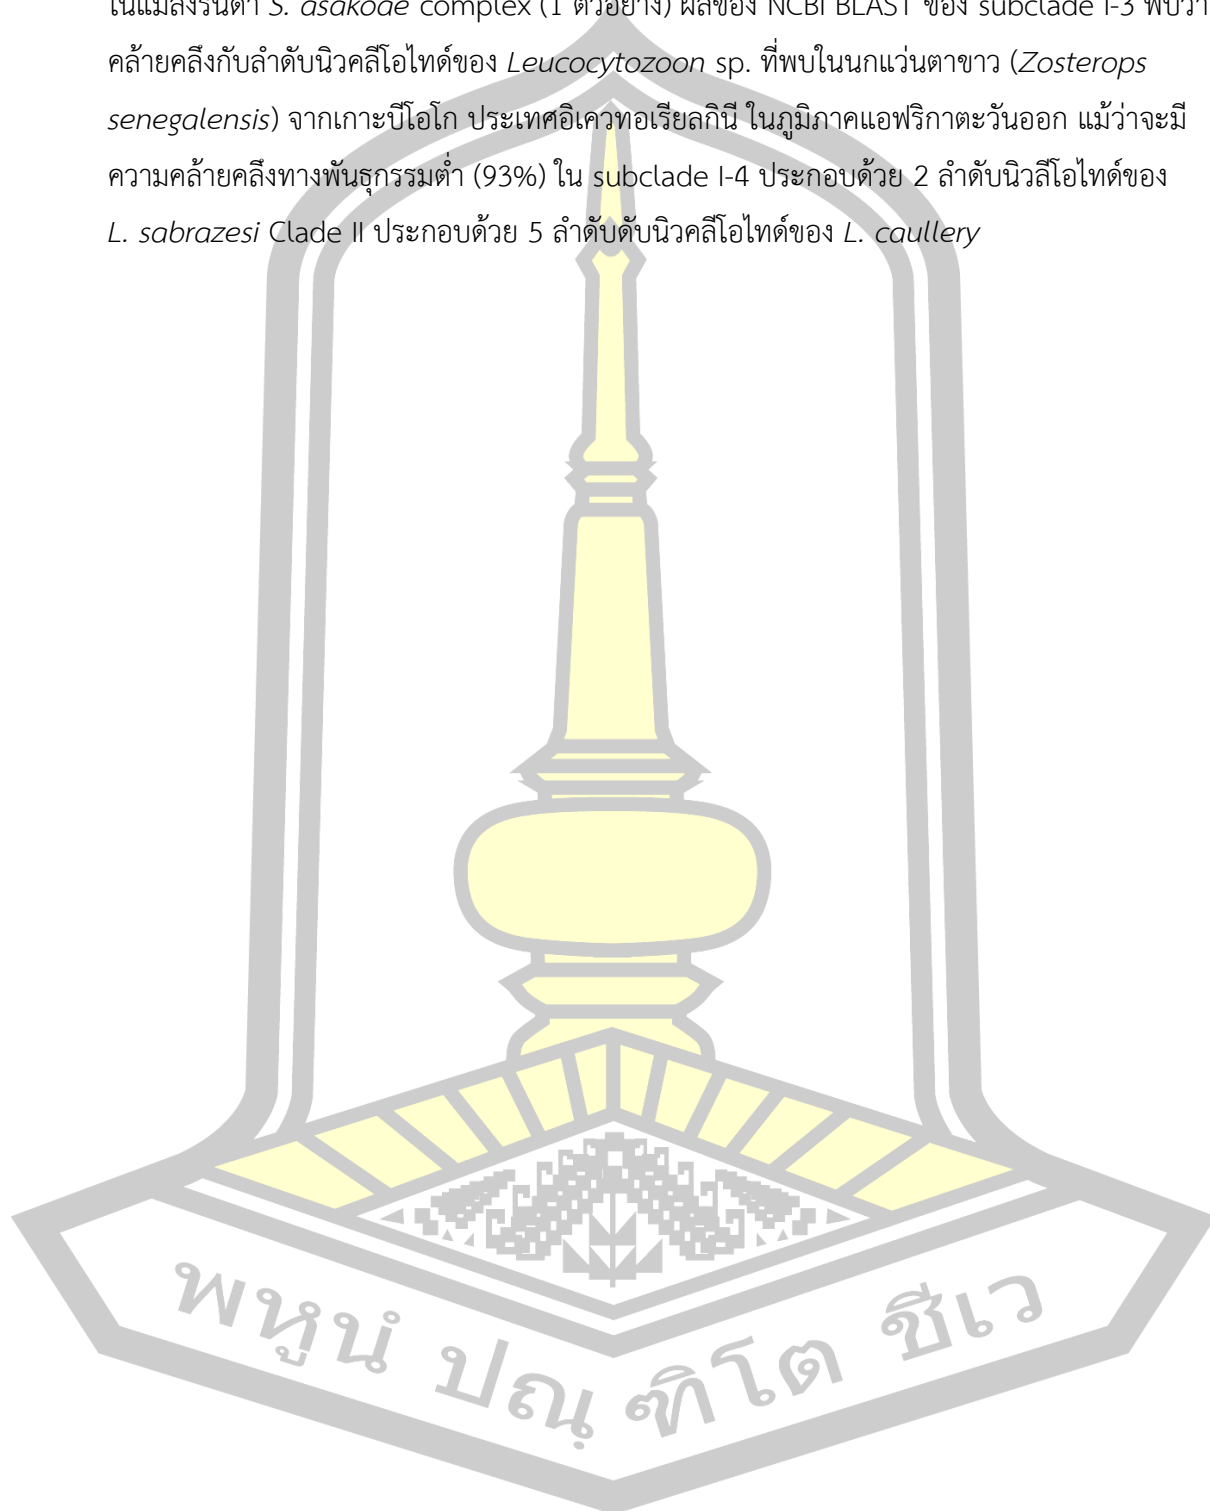 ในแมลงริ้นดำ S. asakoae complex (1 ตัวอย่าง) ผลของ NCBI BLAST ของ subclade I-3 พบว่า
คล้ายคลึงกับลำดับนิวคลีโอไทด์ของ Leucocytozoon sp. ที่พบในนกแว่นตาขาว (Zosterops
senegalensis) จากเกาะบีโอโก ประเทศอิเควทอเรียลกินี ในภูมิภาคแอฟริกาตะวันออก แม้ว่าจะมี
ความคล้ายคลึงทางพันธุกรรมต่ำ (93%) ใน subclade I-4 ประกอบด้วย 2 ลำดับนิวลีโอไทด์ของ
L. sabrazesi Clade II ประกอบด้วย 5 ลำดับดับนิวคลีโอไทด์ของ L. caullery
พหูนํ ปณฺฑิโต ชีเว